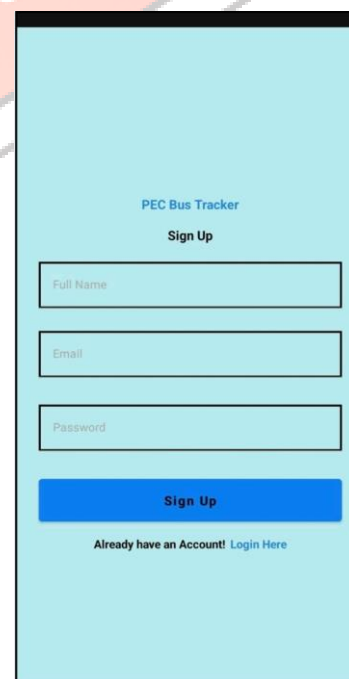 PEC Bus Tracker
Sign Up
Full Name
Email
Password
Sign Up
Already have an Account! Login Here